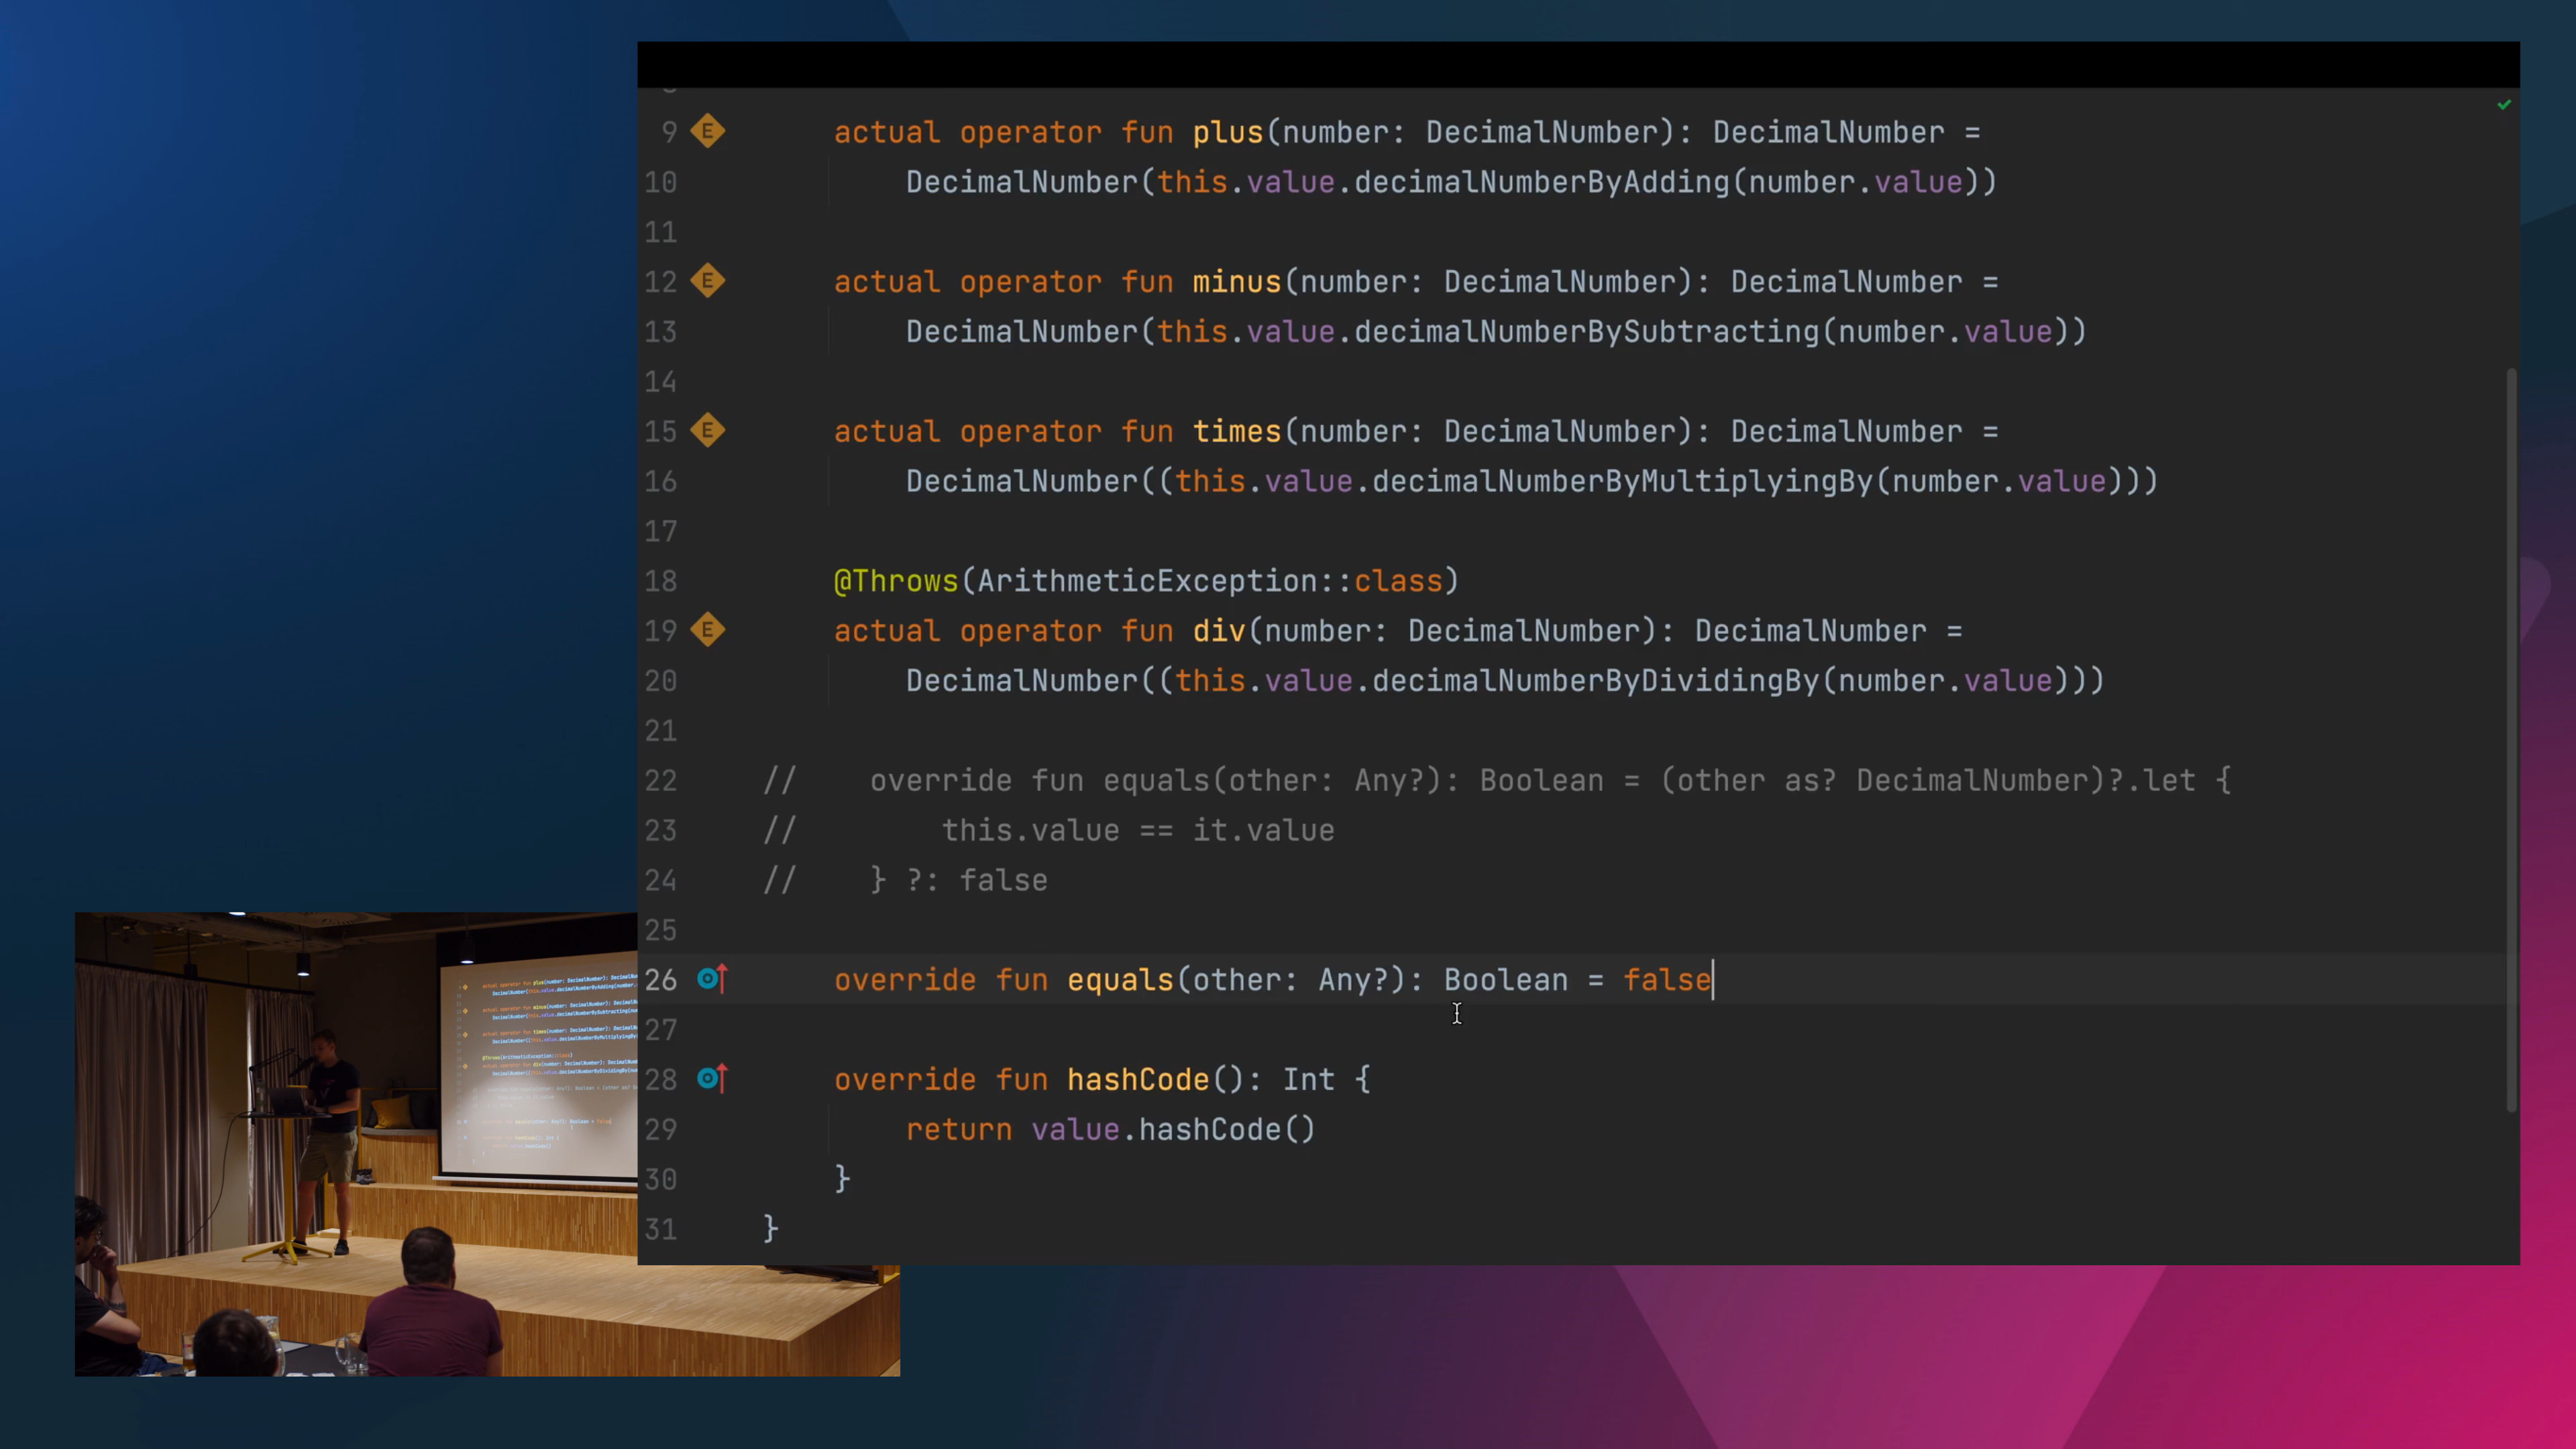 9 E actual operator fun plus(number: DecimalNumber): DecimalNumber =
10 DecimalNumber(this.value.decimalNumberByAdding(number.value))
11
12 E actual operator fun minus(number: DecimalNumber): DecimalNumber =
13 DecimalNumber(this.value.decimalNumberBySubtracting(number.value))
14
15 E actual operator fun times(number: DecimalNumber): DecimalNumber =
16 DecimalNumber((this.value.decimalNumberByMultiplyingBy(number.value)))
17
18 @Throws(ArithmeticException::class)
19 E actual operator fun div(number: DecimalNumber): DecimalNumber =
20 DecimalNumber((this.value.decimalNumberByDividingBy(number.value)))
21
22 // override fun equals(other: Any?): Boolean = (other as? DecimalNumber)?.let {
23 // this.value == it.value
24 // } ?: false
25
26 override fun equals(other: Any?): Boolean = false
27
28 override fun hashCode(): Int {
29 return value.hashCode()
30 }
31 }